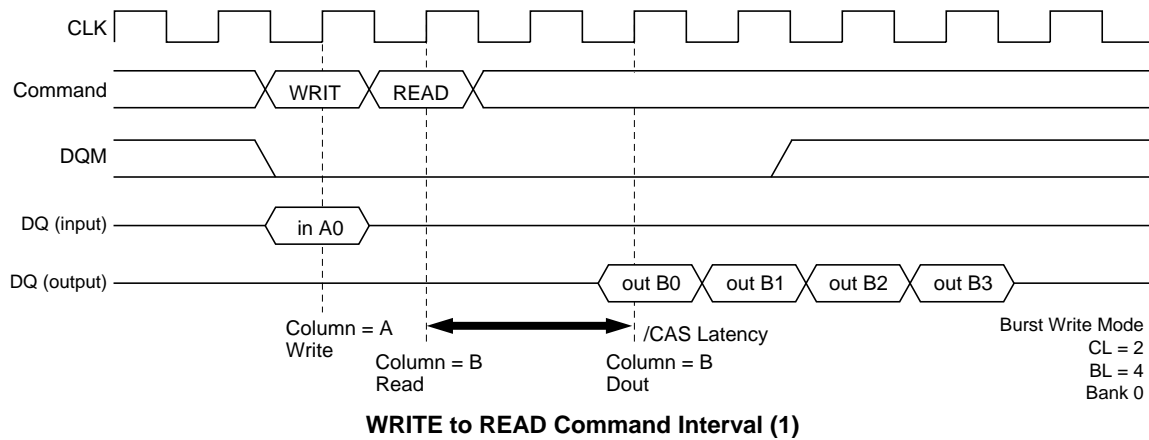 CLK
Command
WRIT
READ
DQM
DQ (input)
in A0
DQ (output)
out B0
out B1
out B2
out B3
Column = A
Write
/CAS Latency
Column = B
Read
Column = B
Dout
Burst Write Mode
CL = 2
BL = 4
Bank 0
WRITE to READ Command Interval (1)